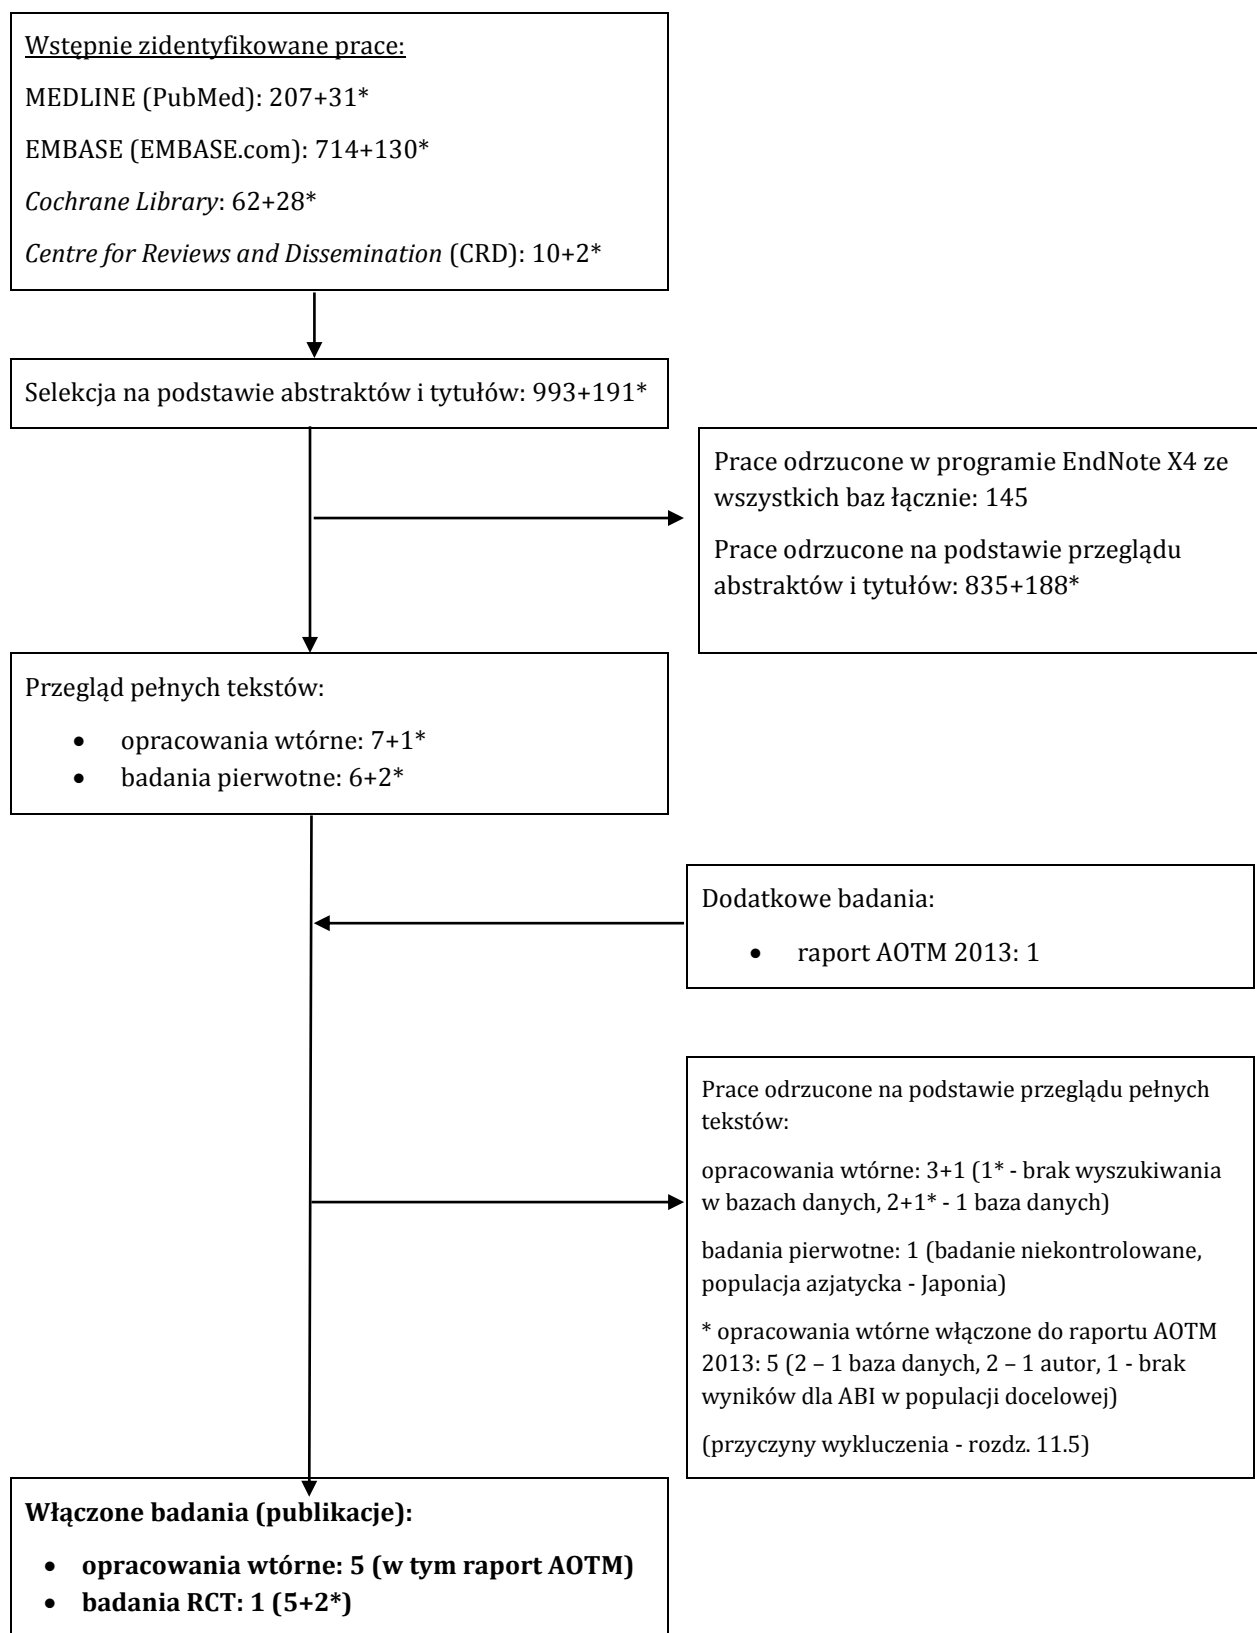 Wstępnie zidentyfikowane prace:
MEDLINE (PubMed): 207+31*
EMBASE (EMBASE.com): 714+130*
Cochrane Library: 62+28*
Centre for Reviews and Dissemination (CRD): 10+2*
Selekcja na podstawie abstraktów i tytułów: 993+191*
Prace odrzucone w programie EndNote X4 ze
wszystkich baz łącznie: 145
Prace odrzucone na podstawie przeglądu
abstraktów i tytułów: 835+188*
Przegląd pełnych tekstów:
• opracowania wtórne: 7+1*
• badania pierwotne: 6+2*
Dodatkowe badania:
• raport AOTM 2013: 1
Prace odrzucone na podstawie przeglądu pełnych
tekstów:
opracowania wtórne: 3+1 (1* - brak wyszukiwania
w bazach danych, 2+1* - 1 baza danych)
badania pierwotne: 1 (badanie niekontrolowane,
populacja azjatycka - Japonia)
* opracowania wtórne włączone do raportu AOTM
2013: 5 (2 – 1 baza danych, 2 – 1 autor, 1 - brak
wyników dla ABI w populacji docelowej)
(przyczyny wykluczenia - rozdz. 11.5)
Włączone badania (publikacje):
• opracowania wtórne: 5 (w tym raport AOTM)
• badania RCT: 1 (5+2*)